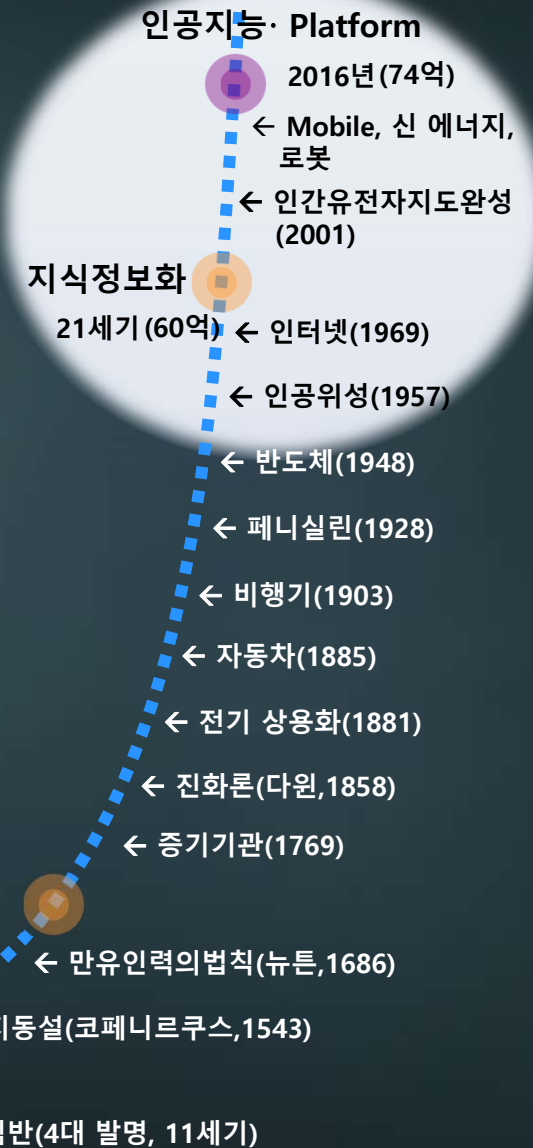 인공지능· Platform
2016년(74억)
← Mobile, 신 에너지,
로봇
← 인간유전자지도완성
(2001)
지식정보화
21세기(60억)
← 인터넷(1969)
← 인공위성(1957)
← 반도체(1948)
← 페니실린(1928)
← 비행기(1903)
← 자동차(1885)
← 전기 상용화(1881)
← 진화론(다윈,1858)
← 증기기관(1769)
← 만유인력의법칙(뉴튼,1686)
지동설(코페니르쿠스,1543)
(4대 발명, 11세기)